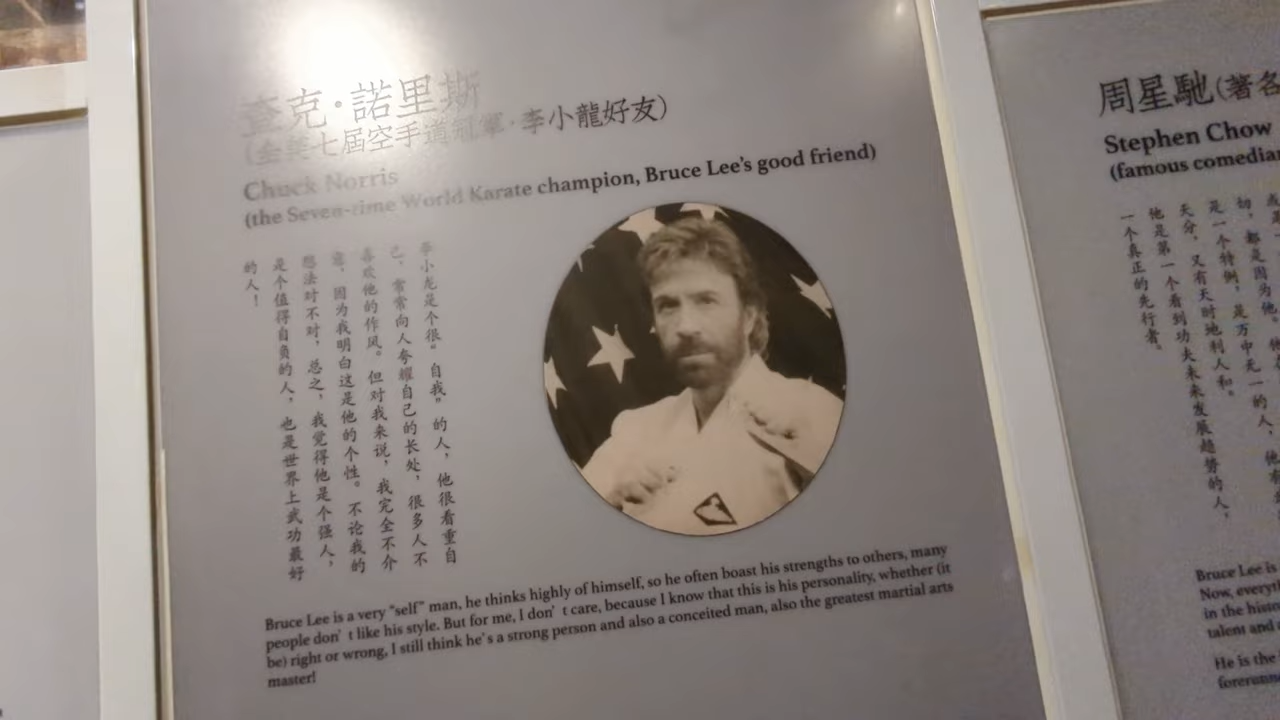 查克·諾里斯
(全美七屆空手道冠軍·李小龍好友)
Chuck Norris
(the Seven-rime World Karate champion, Bruce Lee's good friend)
李小龙是个很“自我”的人，他很看重自
己，常常向人夸耀自己的长处，很多人不
喜欢他的作风。但对我来说，我完全不介
意，因为我明白这是他的个性。不论我的
想法对不对，总之，我觉得他是个强人，
是个值得自负的人，也是世界上武功最好
的人！
Bruce Lee is a very “self” man, he thinks highly of himself, so he often boast his strengths to others, many
people don’t like his style. But for me, I don’t care, because I know that this is his personality, whether (it
be) right or wrong, I still think he’s a strong person and also a conceited man, also the greatest martial arts
master!
周星馳(著名
Stephen Chow
(famous comedian
初，都是因为他。
是一个特例，是万中无一的人，他
天分，又有天时地利人和。
他是第一个看到功夫未来发展趋势的人，
一个真正的先行者。
Bruce Lee is
Now, everyt
in the histo
talent and
He is the
forerunn